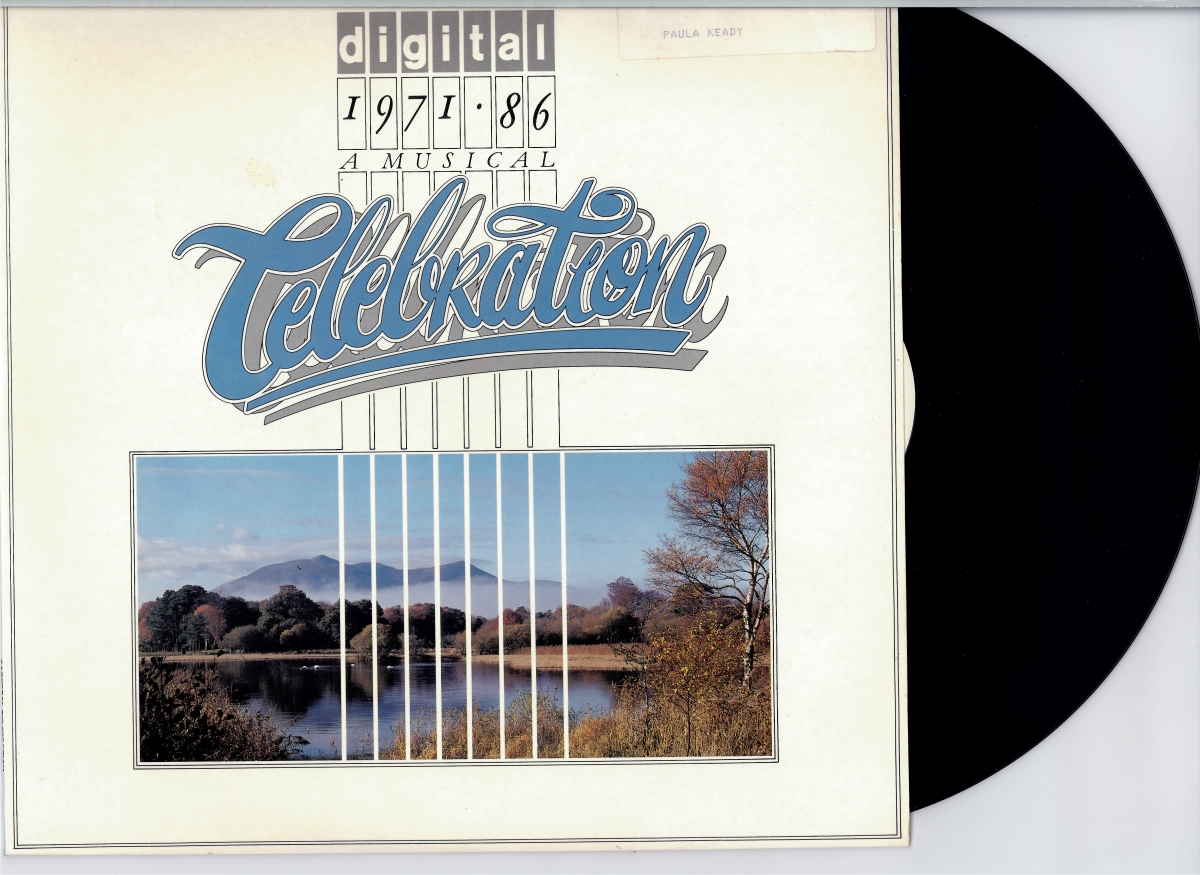 digital
PAULA KEADY
1971·86
A MUSICAL
Celebration